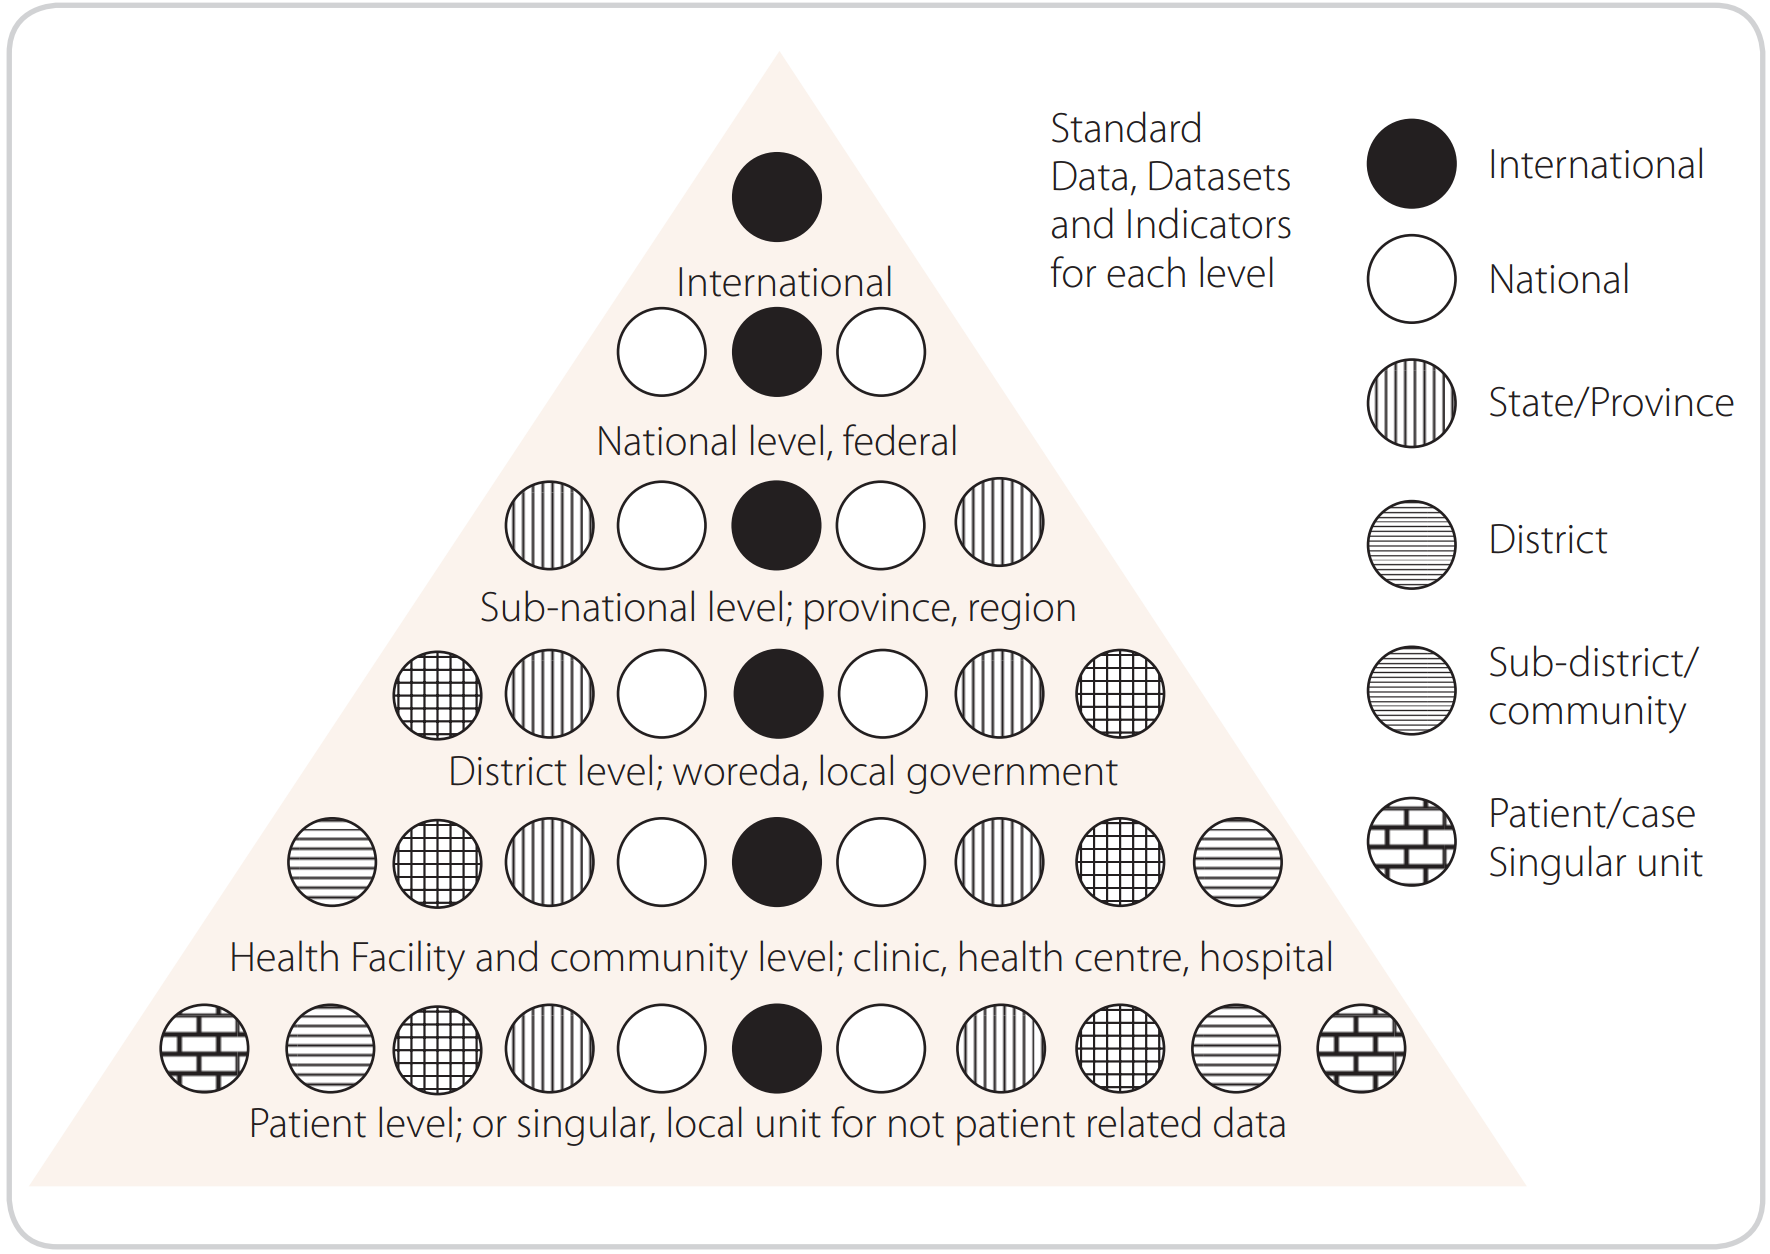 International
National level, federal
Sub-national level; province, region
District level; woreda, local government
Health Facility and community level; clinic, health centre, hospital
Patient level; or singular, local unit for not patient related data
Standard
Data, Datasets
and Indicators
for each level
International
National
State/Province
District
Sub-district/
community
Patient/case
Singular unit